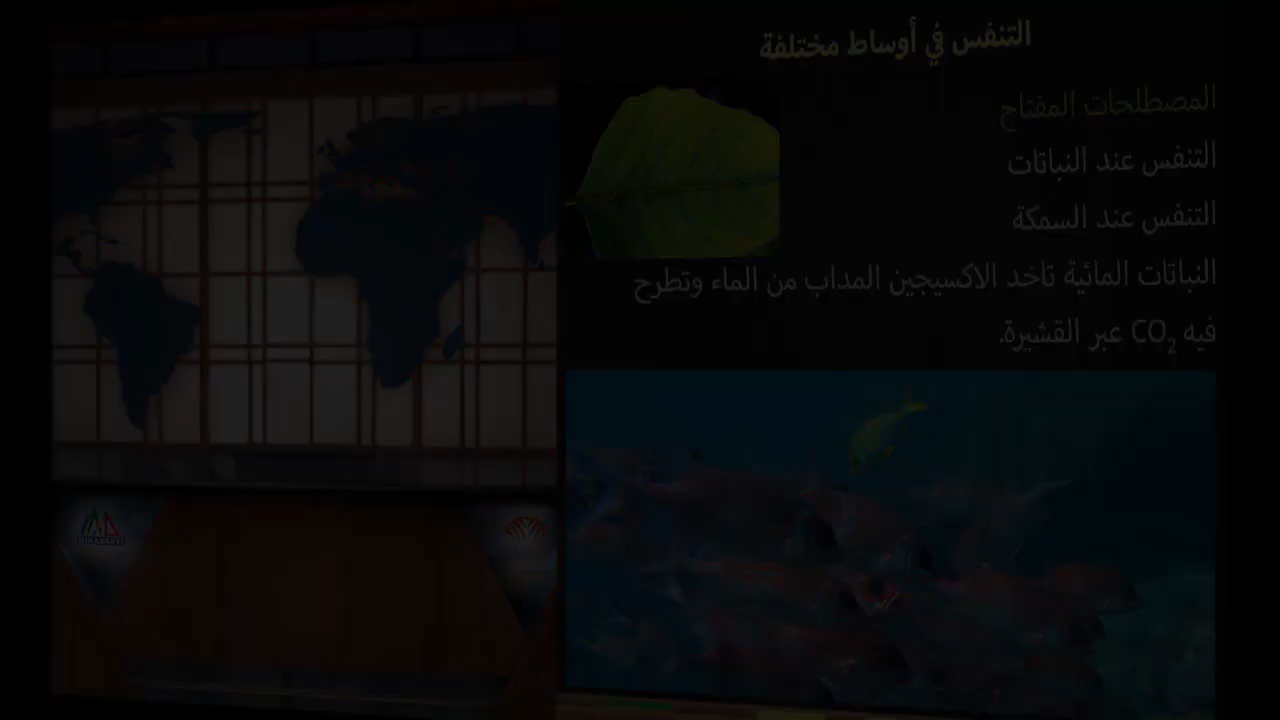 التنفس في أوساط مختلفة
المصطلحات المفتاح
التنفس عند النباتات
التنفس عند السمكة
النباتات المائية تاخد الاكسيجين المداب من الماء وتطرح
فيه CO₂ عبر القشيرة.